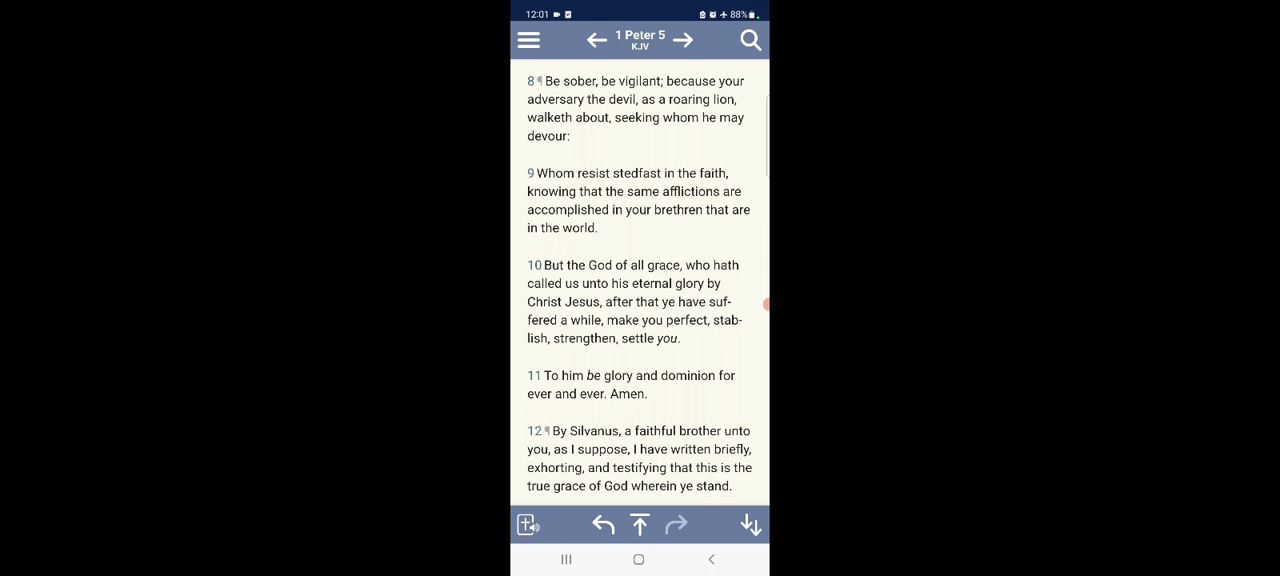 12:01 88%
1 Peter 5
KJV
8 ¶ Be sober, be vigilant; because your
adversary the devil, as a roaring lion,
walketh about, seeking whom he may
devour:
9 Whom resist stedfast in the faith,
knowing that the same afflictions are
accomplished in your brethren that are
in the world.
10 But the God of all grace, who hath
called us unto his eternal glory by
Christ Jesus, after that ye have suf-
fered a while, make you perfect, stab-
lish, strengthen, settle you.
11 To him be glory and dominion for
ever and ever. Amen.
12 ¶ By Silvanus, a faithful brother unto
you, as I suppose, I have written briefly,
exhorting, and testifying that this is the
true grace of God wherein ye stand.